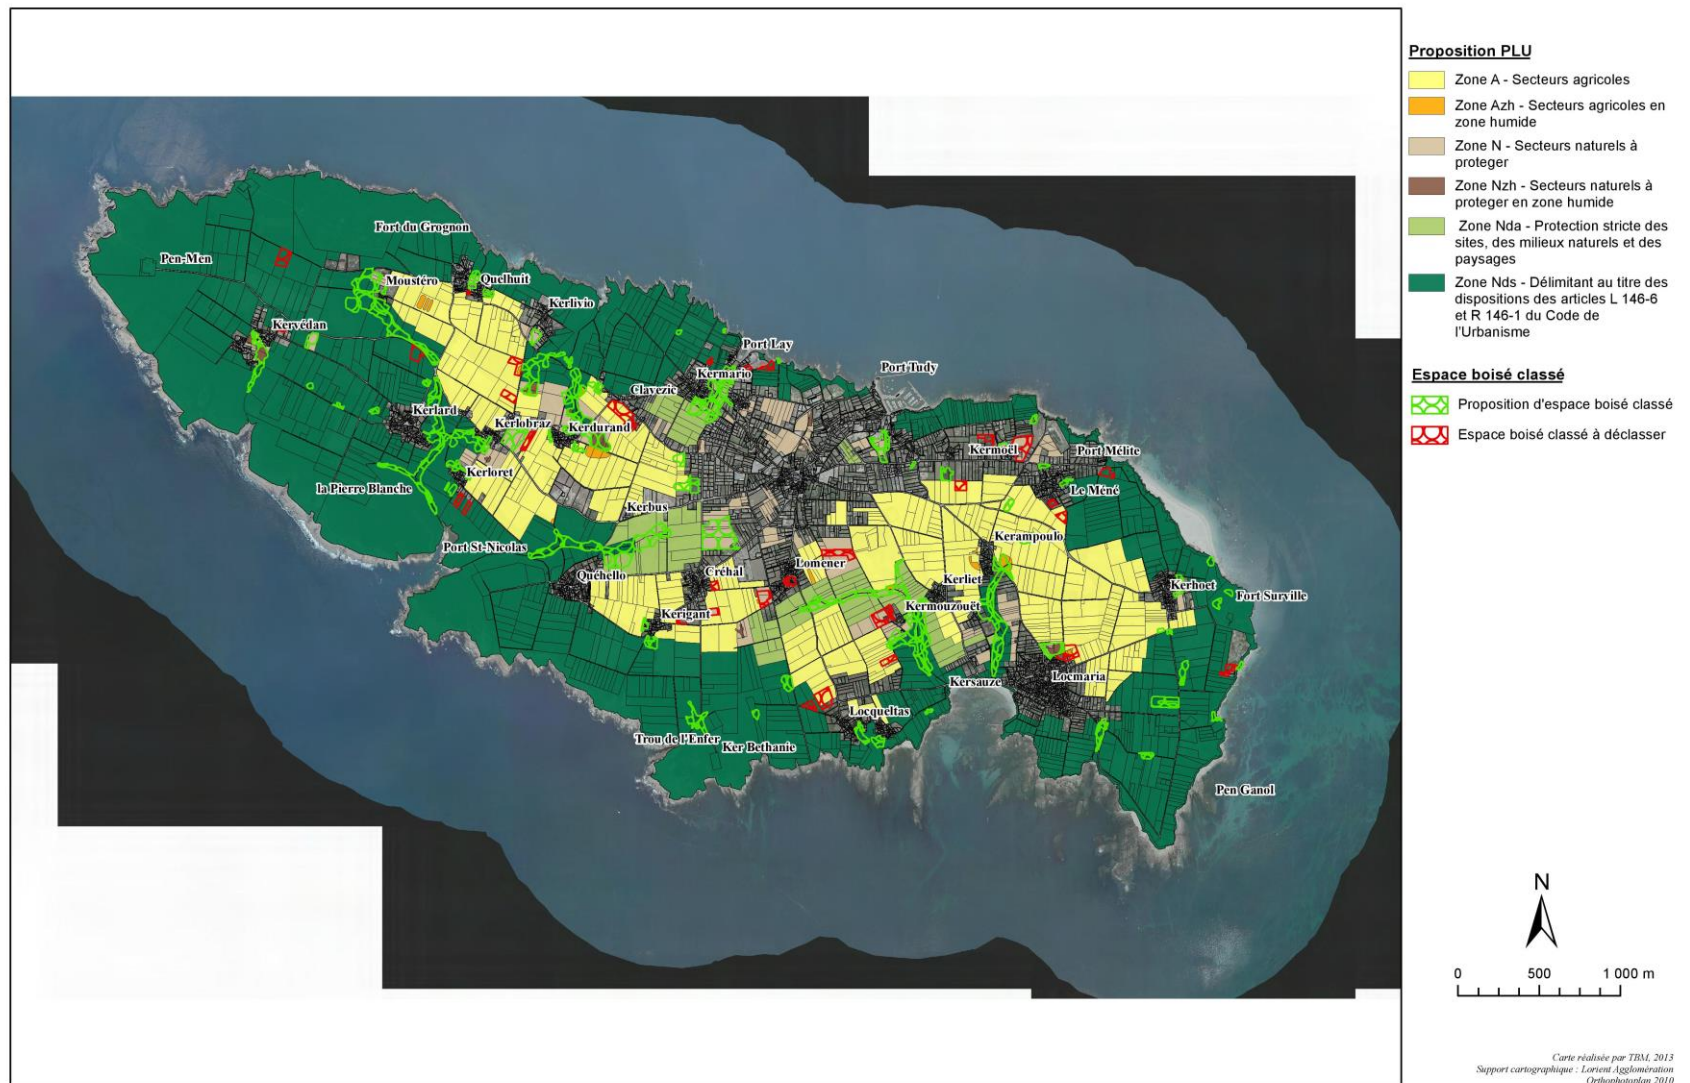 Proposition PLU
Zone A - Secteurs agricoles
Zone Azh - Secteurs agricoles en
zone humide
Zone N - Secteurs naturels à
proteger
Zone Nzh - Secteurs naturels à
proteger en zone humide
Zone Nda - Protection stricte des
sites, des milieux naturels et des
paysages
Zone Nds - Délimitant au titre des
dispositions des articles L 146-6
et R 146-1 du Code de
l'Urbanisme
Espace boisé classé
Proposition d'espace boisé classé
Espace boisé classé à déclasser
Fort du Grognon
Pen-Men
Moustéro
Quelhuit
Kerlivio
Kervédan
Port Lay
Kermario
Port Tudy
Clavezic
Kerlard
Kerlobraz
Kerdurand
Kermoël
Port Mélite
Kerloret
la Pierre Blanche
Le Méné
Kerbus
Kerampoulo
Port St-Nicolas
Quéhello
Créhal
Lomener
Kerliet
Kerhoet
Fort Surville
Kermouzouët
Kerigant
Kersauze
Locmaria
Locqueltas
Trou de l'Enfer
Ker Bethanie
Pen Ganol
N
0 500 1 000 m
Carte réalisée par TBM, 2013
Support cartographique : Lorient Agglomération
Orthophotoplan 2010